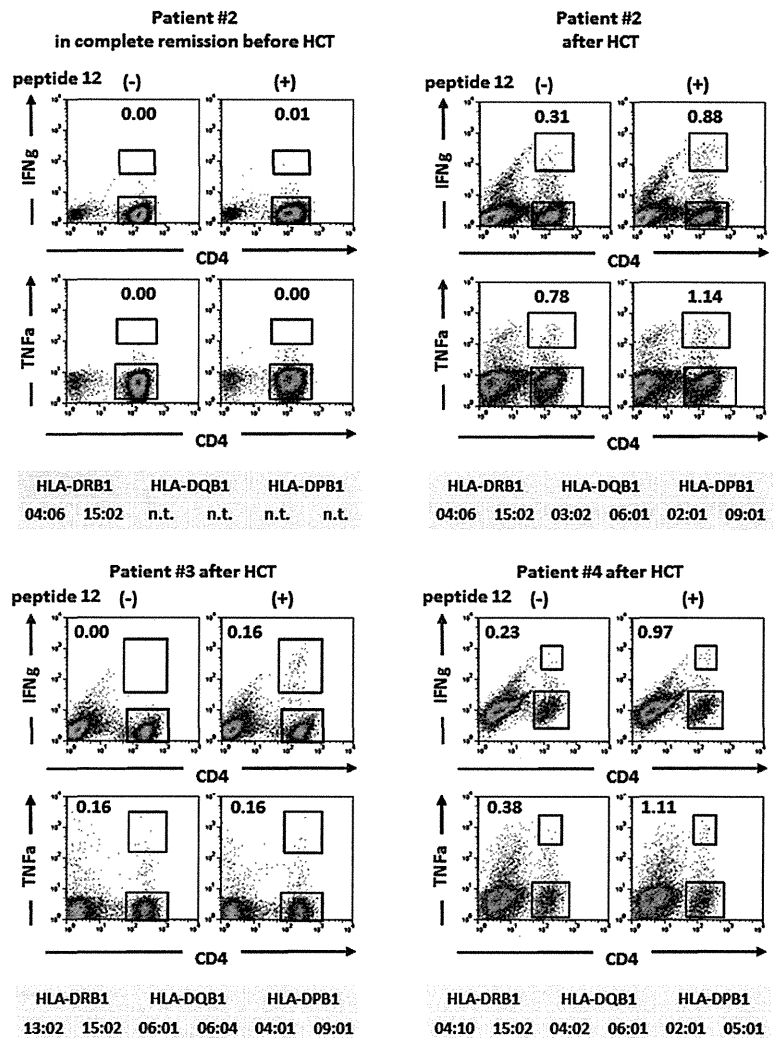 Patient #2
in complete remission before HCT
peptide 12 (-) (+)
0.00 0.01
IFNg
CD4
0.00 0.00
TNFa
CD4
HLA-DRB1 HLA-DQB1 HLA-DPB1
04:06 15:02 n.t. n.t. n.t. n.t.
Patient #2
after HCT
peptide 12 (-) (+)
0.31 0.88
IFNg
CD4
0.78 1.14
TNFa
CD4
HLA-DRB1 HLA-DQB1 HLA-DPB1
04:06 15:02 03:02 06:01 02:01 09:01
Patient #3 after HCT
peptide 12 (-) (+)
0.00 0.16
IFNg
CD4
0.16 0.16
TNFa
CD4
HLA-DRB1 HLA-DQB1 HLA-DPB1
13:02 15:02 06:01 06:04 04:01 09:01
Patient #4 after HCT
peptide 12 (-) (+)
0.23 0.97
IFNg
CD4
0.38 1.11
TNFa
CD4
HLA-DRB1 HLA-DQB1 HLA-DPB1
04:10 15:02 04:02 06:01 02:01 05:01